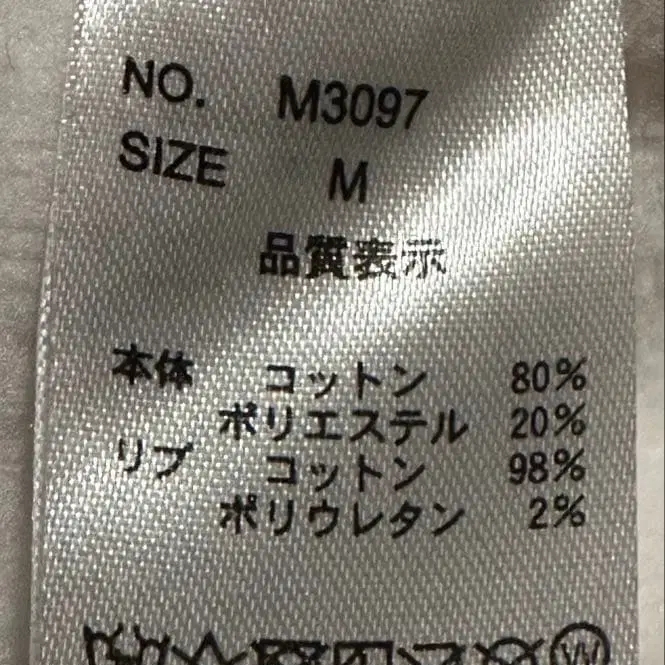 NO. M3097
SIZE M
品質表示
本体 コットン 80%
ポリエステル 20%
リブ コットン 98%
ポリウレタン 2%
W